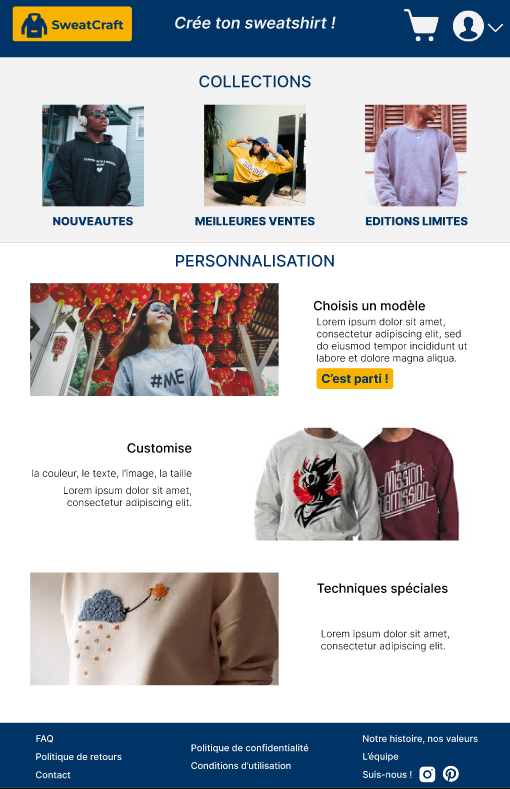 SweatCraft
Crée ton sweatshirt !
COLLECTIONS
NOUVEAUTES
MEILLEURES VENTES
EDITIONS LIMITES
PERSONNALISATION
#ME
Choisis un modèle
Lorem ipsum dolor sit amet,
consectetur adipiscing elit, sed
do eiusmod tempor incididunt ut
labore et dolore magna aliqua.
C'est parti !
Customise
la couleur, le texte, l'image, la taille
Lorem ipsum dolor sit amet,
consectetur adipiscing elit.
the
Mission
Submission
Techniques spéciales
Lorem ipsum dolor sit amet,
consectetur adipiscing elit.
FAQ
Politique de retours
Contact
Politique de confidentialité
Conditions d'utilisation
Notre histoire, nos valeurs
L'équipe
Suis-nous !